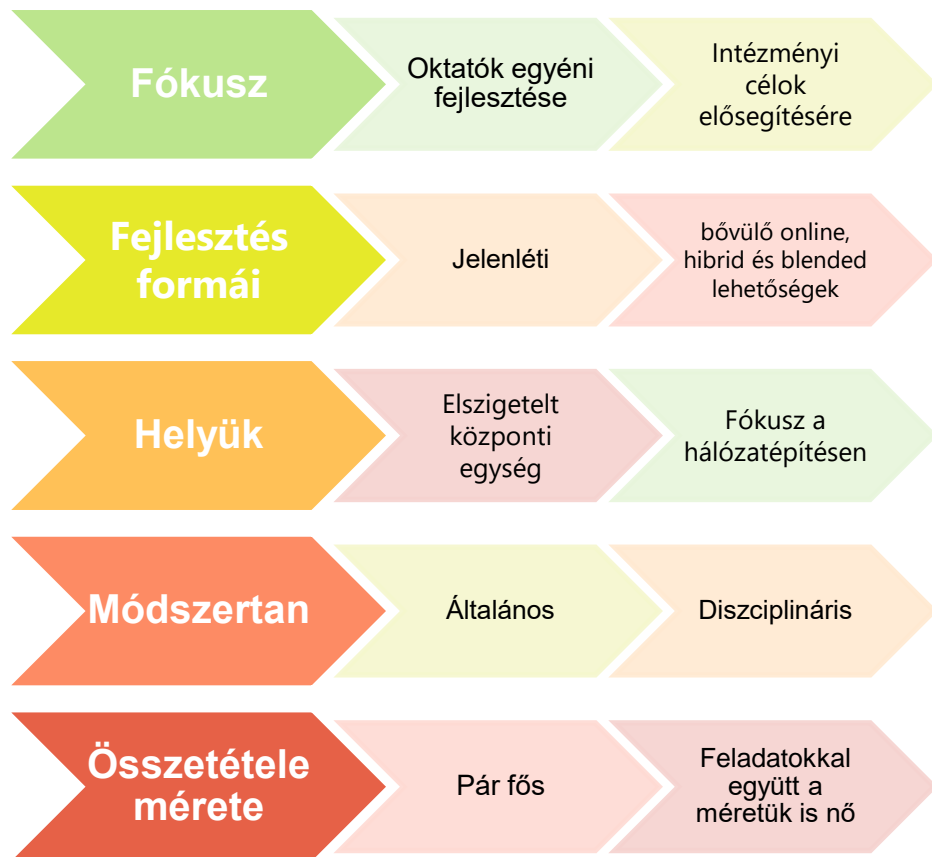 Fókusz
Oktatók egyéni
fejlesztése
Intézményi
célok
elősegítésére
Fejlesztés
formái
Jelenléti
bővülő online,
hibrid és blended
lehetőségek
Helyük
Elszigetelt
központi
egység
Fókusz a
hálózatépítésen
Módszertan
Általános
Diszciplináris
Összetétele
mérete
Pár fős
Feladatokkal
együtt a
méretük is nő